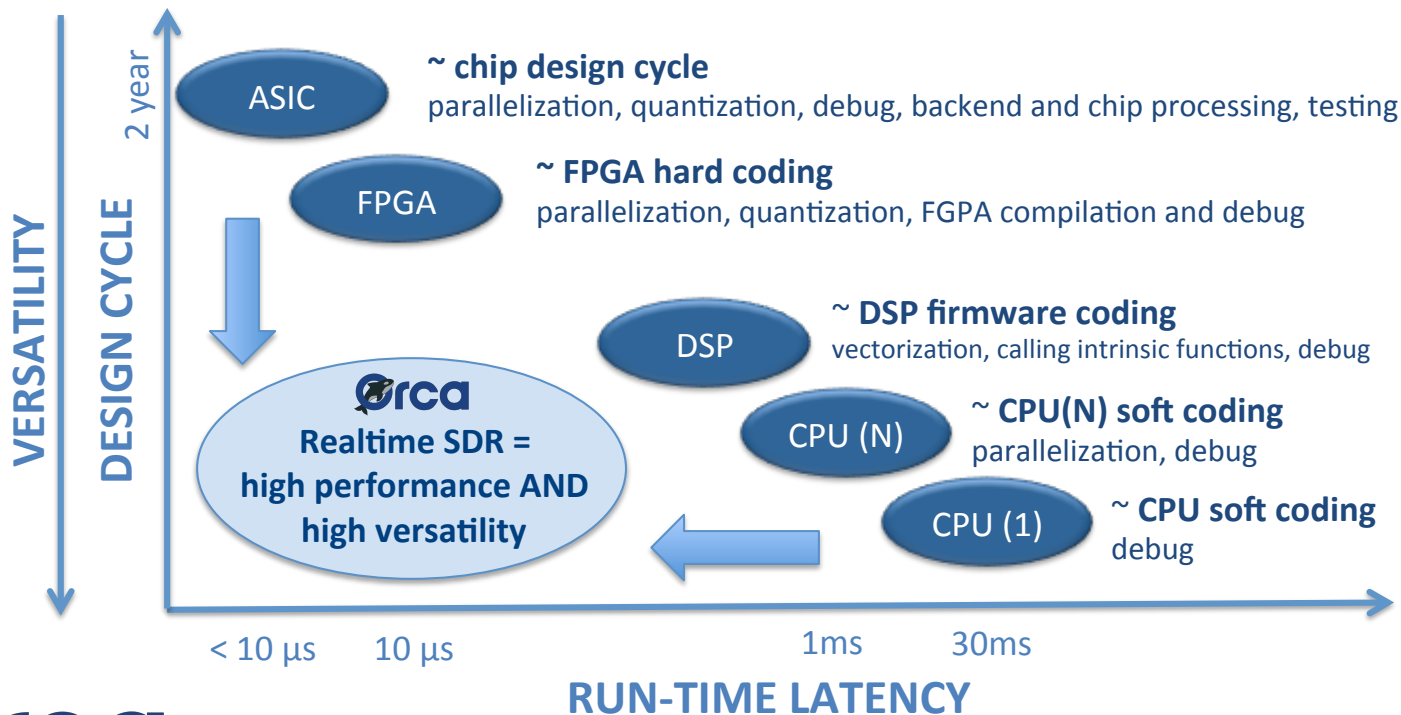 VERSATILITY
DESIGN CYCLE
2 year
ASIC
~ chip design cycle
parallelization, quantization, debug, backend and chip processing, testing
FPGA
~ FPGA hard coding
parallelization, quantization, FGPA compilation and debug
DSP
~ DSP firmware coding
vectorization, calling intrinsic functions, debug
Orca
Realtime SDR =
high performance AND
high versatility
CPU (N)
~ CPU(N) soft coding
parallelization, debug
CPU (1)
~ CPU soft coding
debug
< 10 µs
10 µs
1ms
30ms
RUN-TIME LATENCY